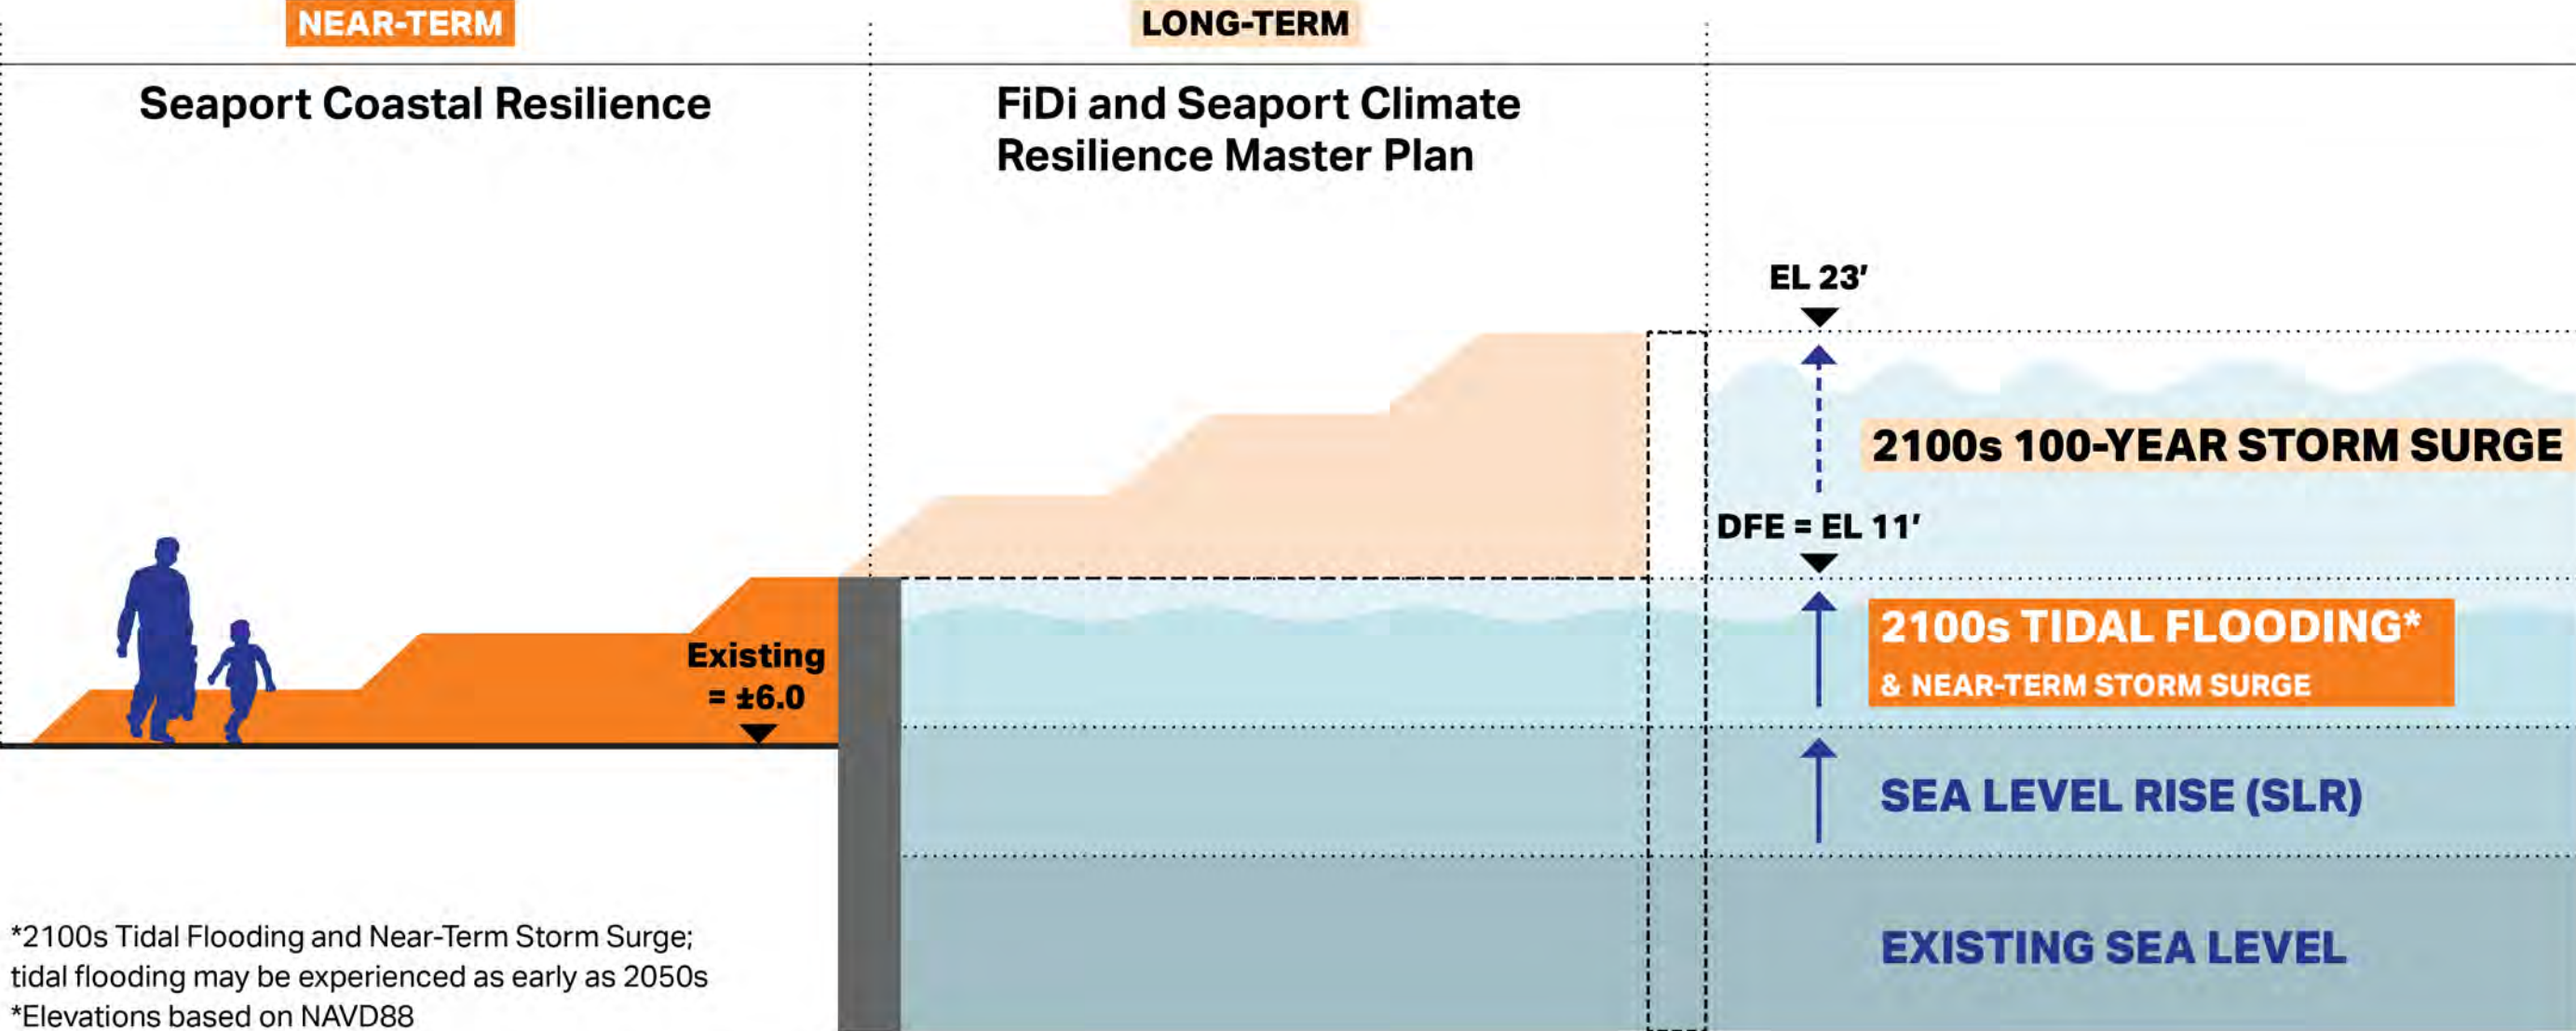 NEAR-TERM
LONG-TERM
Seaport Coastal Resilience
FiDi and Seaport Climate
Resilience Master Plan
EL 23′
2100s 100-YEAR STORM SURGE
DFE = EL 11′
2100s TIDAL FLOODING*
& NEAR-TERM STORM SURGE
Existing
= ±6.0
SEA LEVEL RISE (SLR)
EXISTING SEA LEVEL
*2100s Tidal Flooding and Near-Term Storm Surge;
tidal flooding may be experienced as early as 2050s
*Elevations based on NAVD88